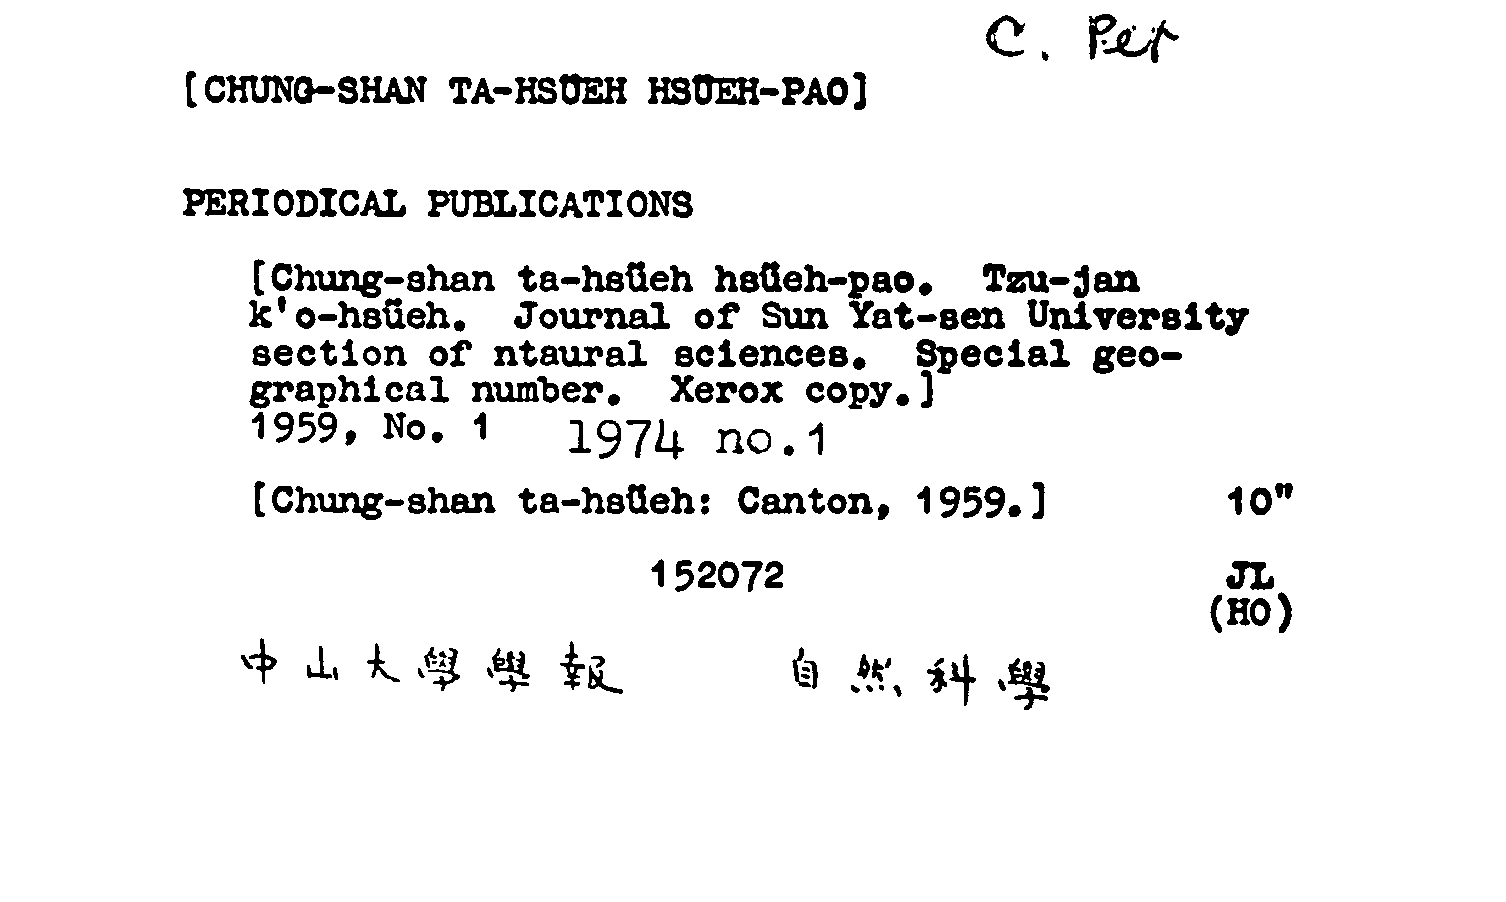 C. Per
[CHUNG-SHAN TA-HSÜEH HSÜEH-PAO]
PERIODICAL PUBLICATIONS
[Chung-shan ta-hsüeh hsüeh-pao. Tzu-jan
k'o-hsüeh. Journal of Sun Yat-sen University
section of ntaural sciences. Special geo-
graphical number. Xerox copy.]
1959, No. 1 1974 no.1
[Chung-shan ta-hsüeh: Canton, 1959.] 10"
152072 JL
(HO)
中山大學學報 自然科學